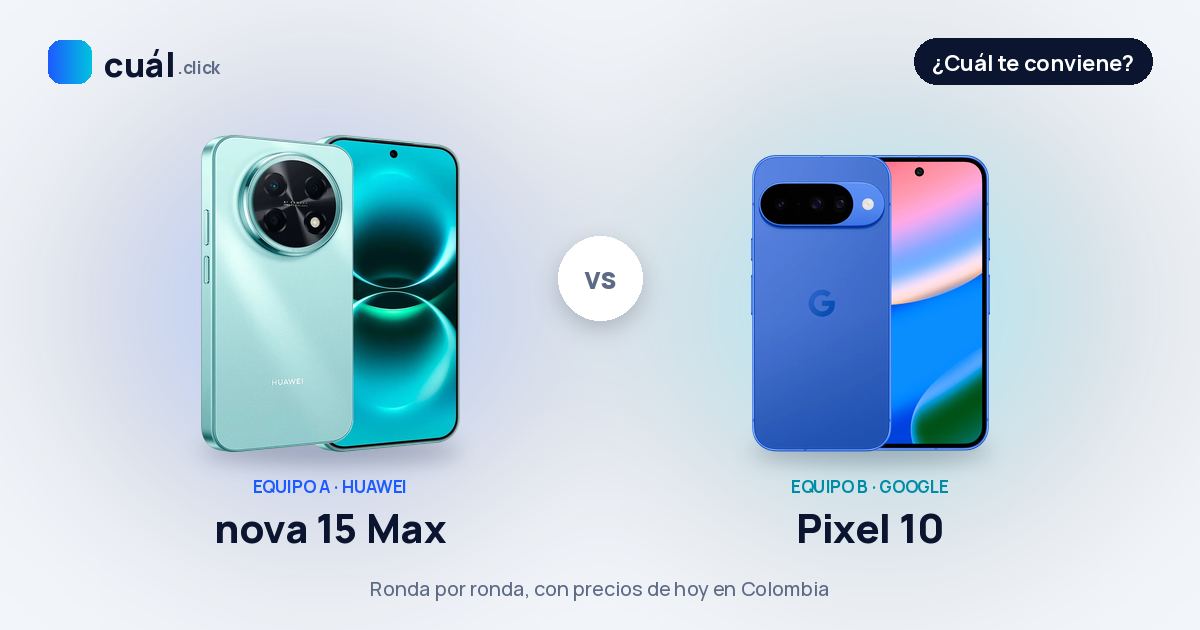 cuál.click
¿Cuál te conviene?
HUAWEI
G
VS
EQUIPO A · HUAWEI
nova 15 Max
EQUIPO B · GOOGLE
Pixel 10
Ronda por ronda, con precios de hoy en Colombia